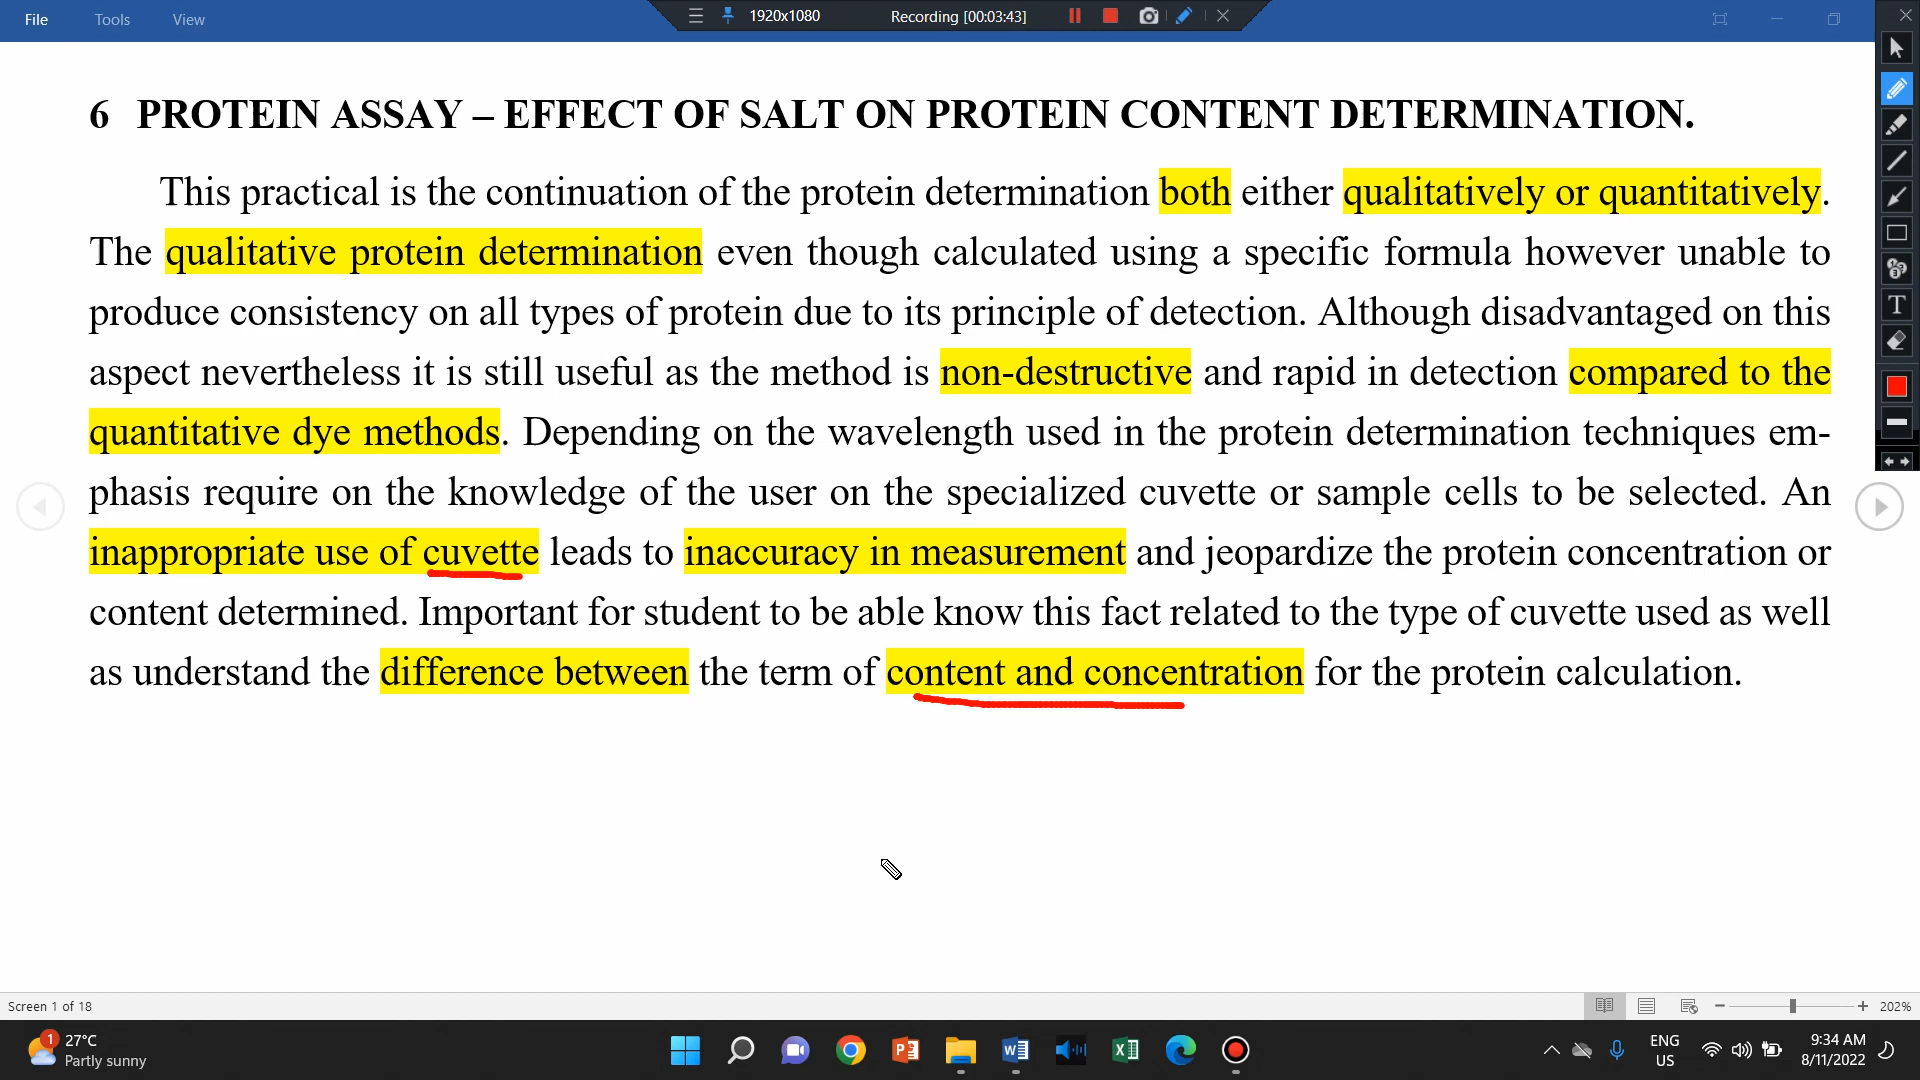 File Tools View
1920x1080 Recording [00:03:43]
6 PROTEIN ASSAY – EFFECT OF SALT ON PROTEIN CONTENT DETERMINATION.
This practical is the continuation of the protein determination both either qualitatively or quantitatively.
The qualitative protein determination even though calculated using a specific formula however unable to
produce consistency on all types of protein due to its principle of detection. Although disadvantaged on this
aspect nevertheless it is still useful as the method is non-destructive and rapid in detection compared to the
quantitative dye methods. Depending on the wavelength used in the protein determination techniques em-
phasis require on the knowledge of the user on the specialized cuvette or sample cells to be selected. An
inappropriate use of cuvette leads to inaccuracy in measurement and jeopardize the protein concentration or
content determined. Important for student to be able know this fact related to the type of cuvette used as well
as understand the difference between the term of content and concentration for the protein calculation.
Screen 1 of 18
202%
1
27°C
Partly sunny
ENG
US
9:34 AM
8/11/2022